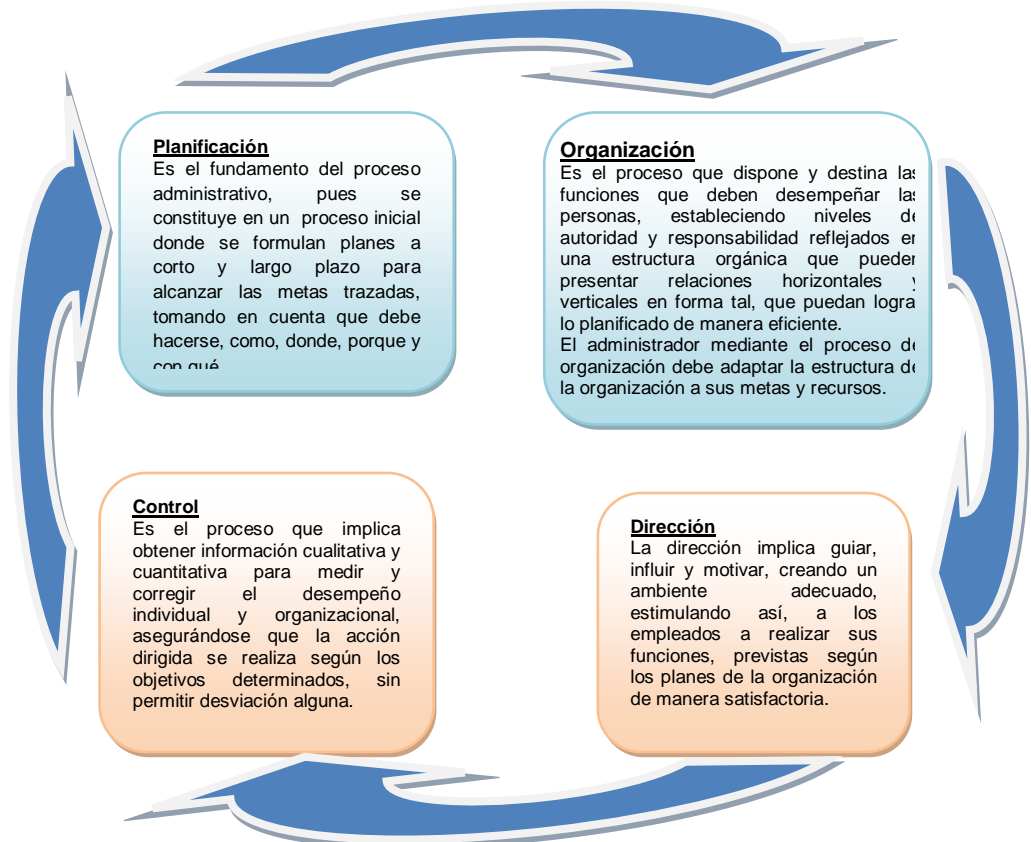 Planificación
Es el fundamento del proceso
administrativo, pues se
constituye en un proceso inicial
donde se formulan planes a
corto y largo plazo para
alcanzar las metas trazadas,
tomando en cuenta que debe
hacerse, como, donde, porque y
con qué
Organización
Es el proceso que dispone y destina las
funciones que deben desempeñar las
personas, estableciendo niveles de
autoridad y responsabilidad reflejados en
una estructura orgánica que pueden
presentar relaciones horizontales y
verticales en forma tal, que puedan logra
lo planificado de manera eficiente.
El administrador mediante el proceso de
organización debe adaptar la estructura de
la organización a sus metas y recursos.
Control
Es el proceso que implica
obtener información cualitativa y
cuantitativa para medir y
corregir el desempeño
individual y organizacional,
asegurándose que la acción
dirigida se realiza según los
objetivos determinados, sin
permitir desviación alguna.
Dirección
La dirección implica guiar,
influir y motivar, creando un
ambiente adecuado,
estimulando así, a los
empleados a realizar sus
funciones, previstas según
los planes de la organización
de manera satisfactoria.